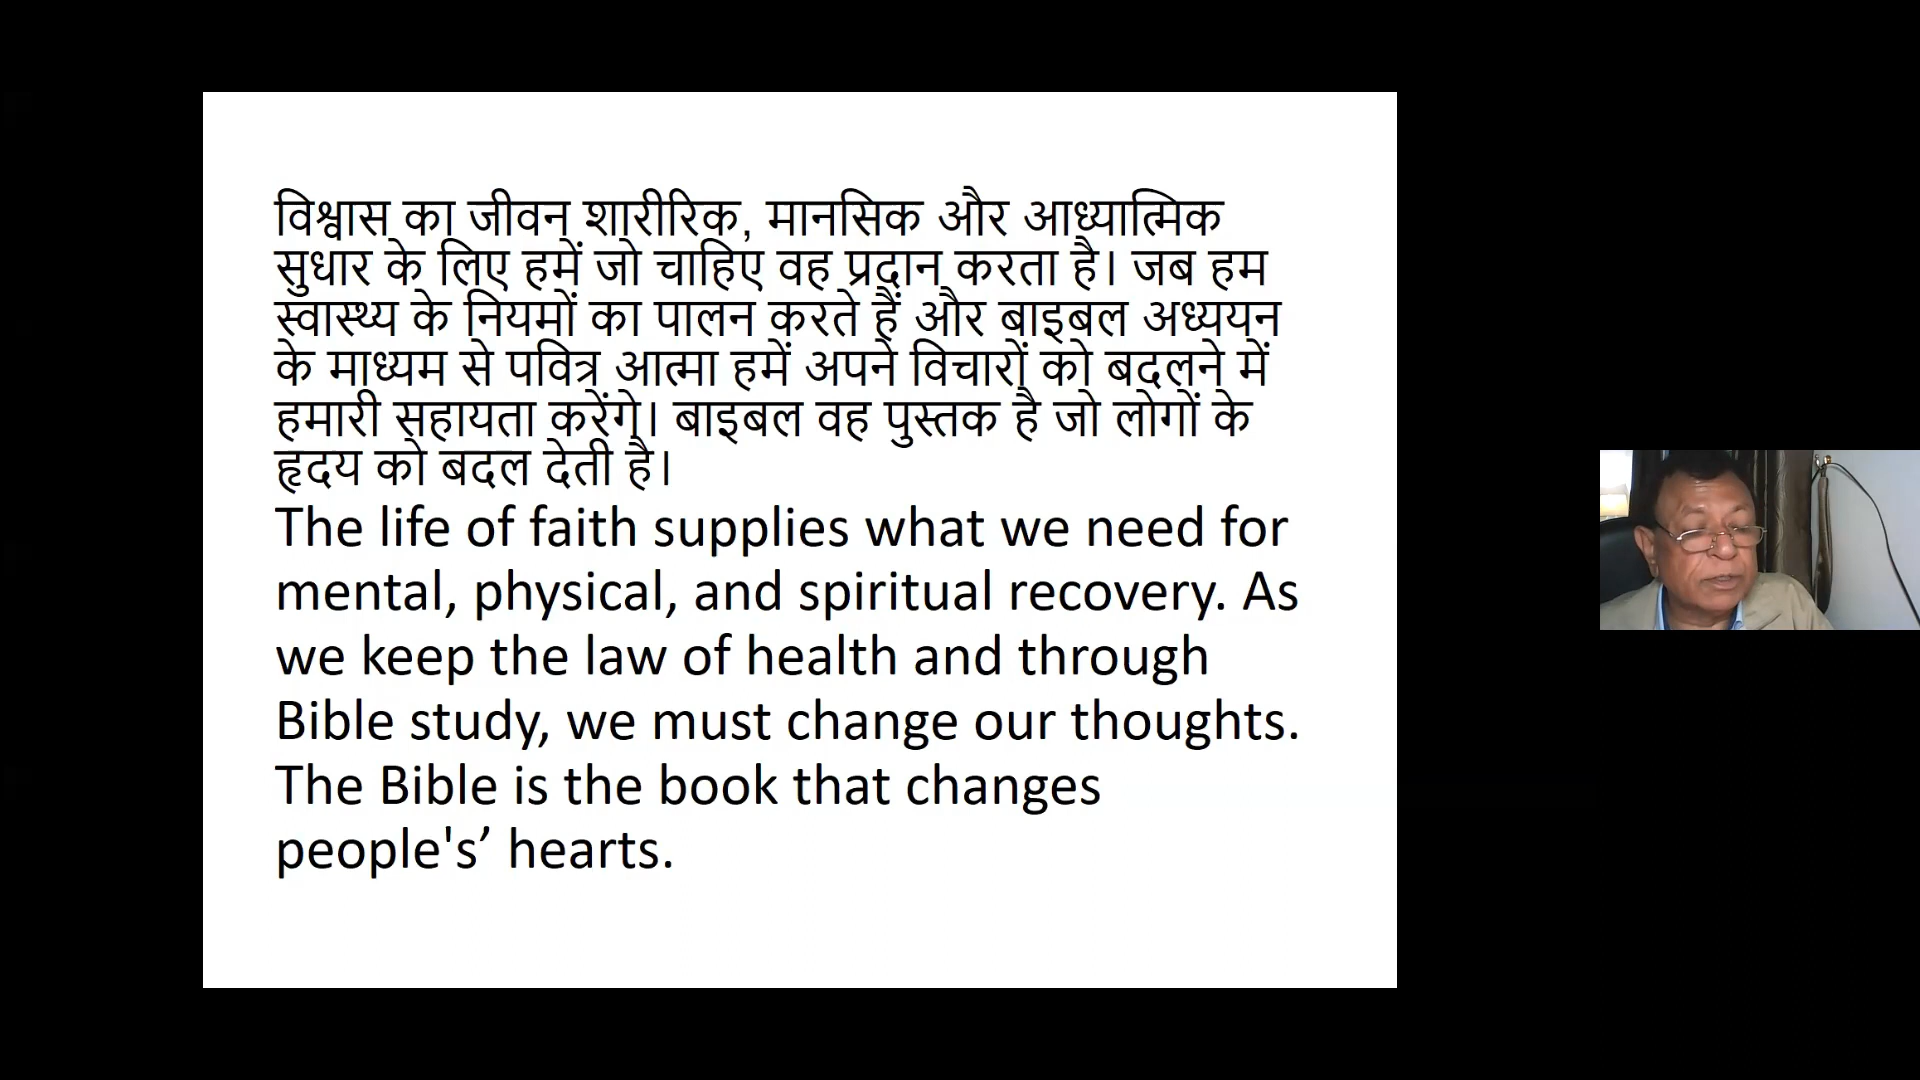 विश्वास का जीवन शारीरिक, मानसिक और आध्यात्मिक
सुधार के लिए हमें जो चाहिए वह प्रदान करता है। जब हम
स्वास्थ्य के नियमों का पालन करते हैं और बाइबल अध्ययन
के माध्यम से पवित्र आत्मा हमें अपने विचारों को बदलने में
हमारी सहायता करेंगे। बाइबल वह पुस्तक है जो लोगों के
हृदय को बदल देती है।
The life of faith supplies what we need for
mental, physical, and spiritual recovery. As
we keep the law of health and through
Bible study, we must change our thoughts.
The Bible is the book that changes
people's’ hearts.